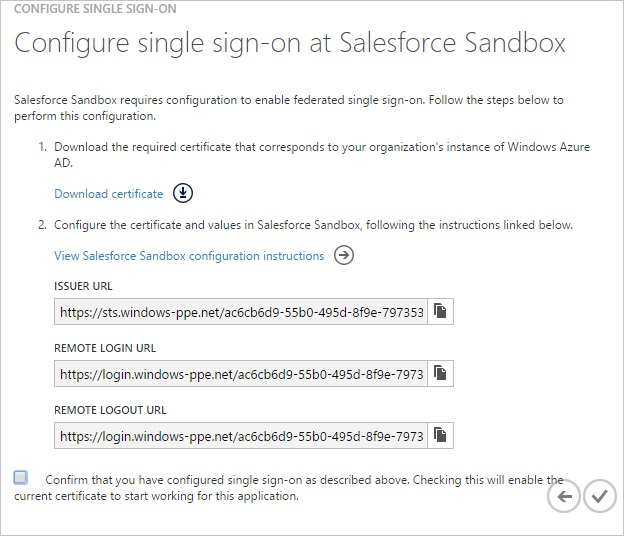 CONFIGURE SINGLE SIGN-ON
Configure single sign-on at Salesforce Sandbox
Salesforce Sandbox requires configuration to enable federated single sign-on. Follow the steps below to
perform this configuration.
1. Download the required certificate that corresponds to your organization's instance of Windows Azure
AD.
Download certificate
2. Configure the certificate and values in Salesforce Sandbox, following the instructions linked below.
View Salesforce Sandbox configuration instructions
ISSUER URL
https://sts.windows-ppe.net/ac6cb6d9-55b0-495d-8f9e-797353
REMOTE LOGIN URL
https://login.windows-ppe.net/ac6cb6d9-55b0-495d-8f9e-7973
REMOTE LOGOUT URL
https://login.windows-ppe.net/ac6cb6d9-55b0-495d-8f9e-7973
Confirm that you have configured single sign-on as described above. Checking this will enable the
current certificate to start working for this application.